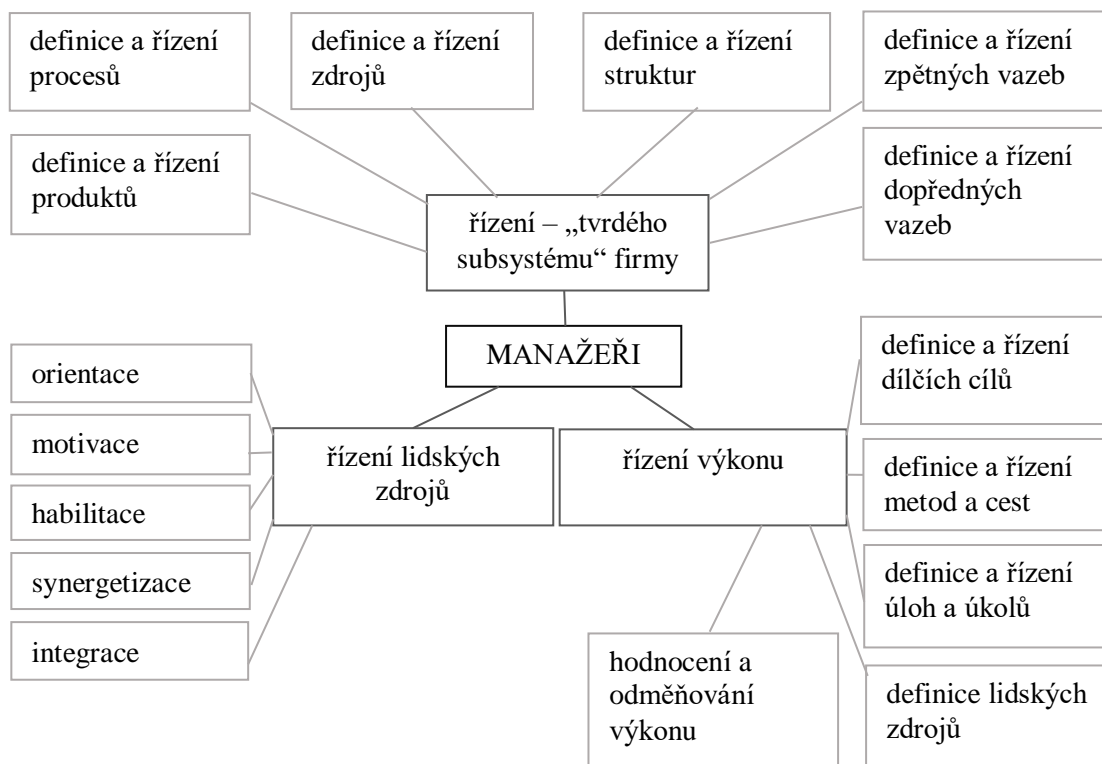 definice a řízení
procesů
definice a řízení
zdrojů
definice a řízení
struktur
definice a řízení
zpětných vazeb
definice a řízení
produktů
definice a řízení
dopředných
vazeb
řízení – „tvrdého
subsystému“ firmy
MANAŽEŘI
orientace
motivace
habilitace
synergetizace
integrace
řízení lidských
zdrojů
řízení výkonu
definice a řízení
dílčích cílů
definice a řízení
metod a cest
definice a řízení
úloh a úkolů
definice lidských
zdrojů
hodnocení a
odměňování
výkonu